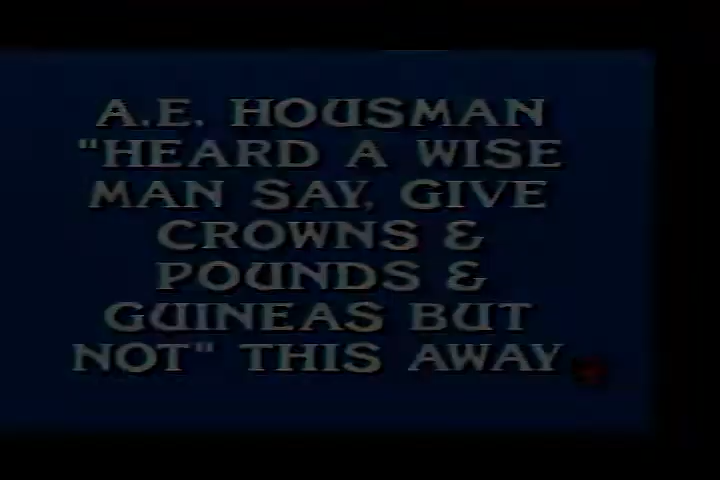 A.E. HOUSMAN
"HEARD A WISE
MAN SAY, GIVE
CROWNS &
POUNDS &
GUINEAS BUT
NOT" THIS AWAY